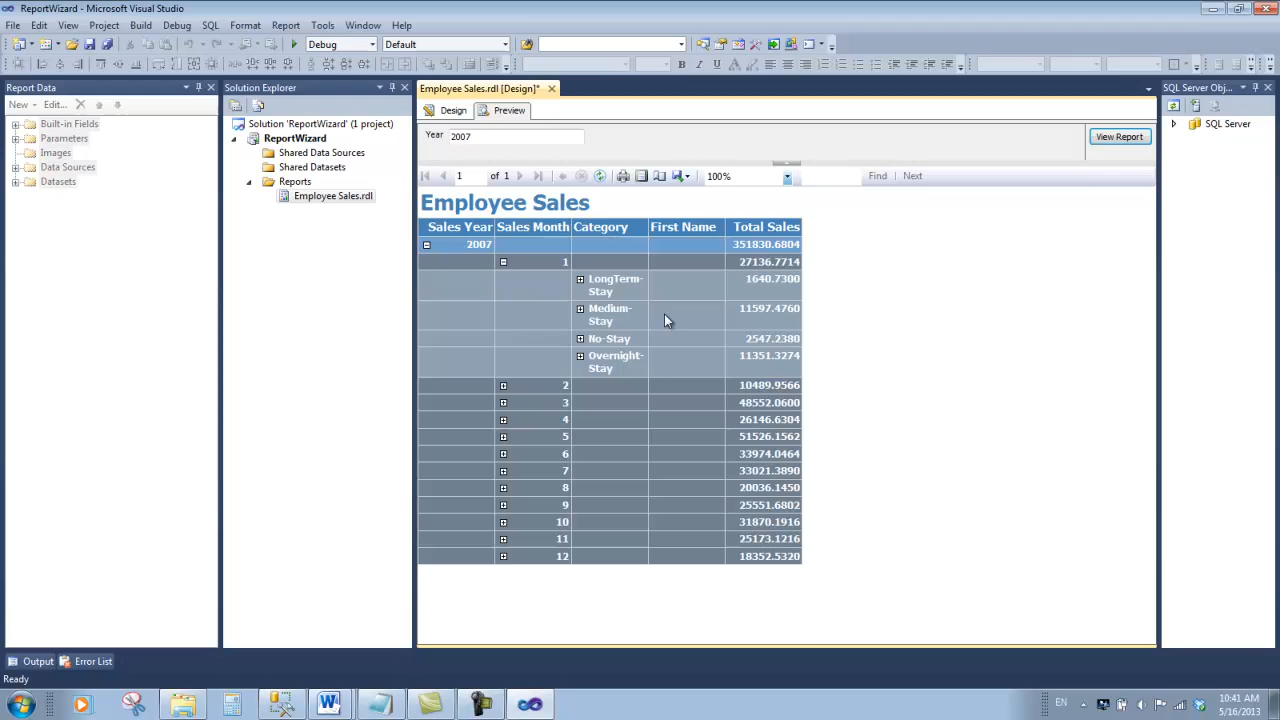 ReportWizard - Microsoft Visual Studio
File Edit View Project Build Debug SQL Format Report Tools Window Help
Debug Default
Report Data
New Edit...
Built-in Fields
Parameters
Images
Data Sources
Datasets
Solution Explorer
Solution 'ReportWizard' (1 project)
ReportWizard
Shared Data Sources
Shared Datasets
Reports
Employee Sales.rdl
Employee Sales.rdl [Design]*
Design Preview
Year 2007 View Report
1 of 1 100% Find Next
Employee Sales
Sales Year Sales Month Category First Name Total Sales
2007 351830.6804
1 27136.7714
LongTerm-Stay 1640.7300
Medium-Stay 11597.4760
No-Stay 2547.2380
Overnight-Stay 11351.3274
2 10489.9566
3 48552.0600
4 26146.6304
5 51526.1562
6 33974.0464
7 33021.3890
8 20036.1450
9 25551.6802
10 31870.1916
11 25173.1216
12 18352.5320
SQL Server Obj...
SQL Server
Output Error List
Ready
EN 10:41 AM
5/16/2013